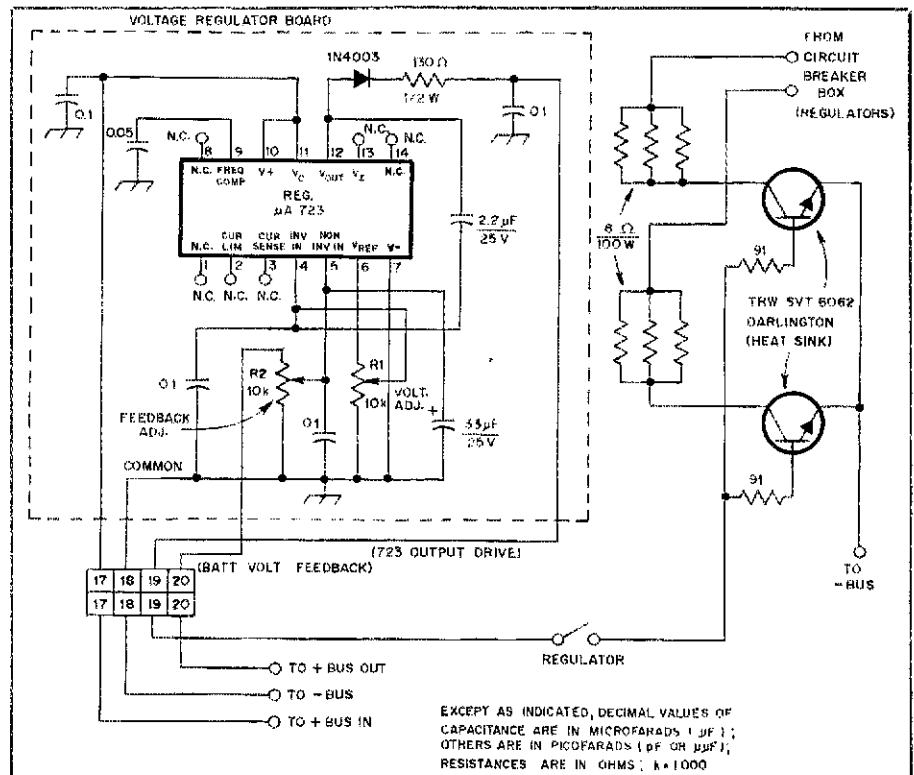 VOLTAGE REGULATOR BOARD
FROM
CIRCUIT
BREAKER
BOX
(REGULATORS)
1N4003
130 Ω
1/2 W
0.1
0.05
0.1
N.C.
N.C.
N.C.
8 9 10 11 12 13 14
N.C. FREQ COMP V+ VC VOUT VZ N.C.
REG.
µA 723
N.C. CUR LIM CUR SENSE INV IN NON INV IN VREF V-
1 2 3 4 5 6 7
N.C. N.C. N.C.
2.2 µF
25 V
8 Ω
100 W
91
TRW SVT 6062
DARLINGTON
(HEAT SINK)
0.1
R2
10k
R1
10k
VOLT.
ADJ.
+
FEEDBACK
ADJ.
0.1
33 µF
25 V
COMMON
91
(723 OUTPUT DRIVE)
(BATT VOLT FEEDBACK)
17 18 19 20
17 18 19 20
TO
-BUS
REGULATOR
TO + BUS OUT
TO - BUS
TO + BUS IN
EXCEPT AS INDICATED, DECIMAL VALUES OF
CAPACITANCE ARE IN MICROFARADS (µF);
OTHERS ARE IN PICOFARADS (pF OR µµF);
RESISTANCES ARE IN OHMS; k=1000